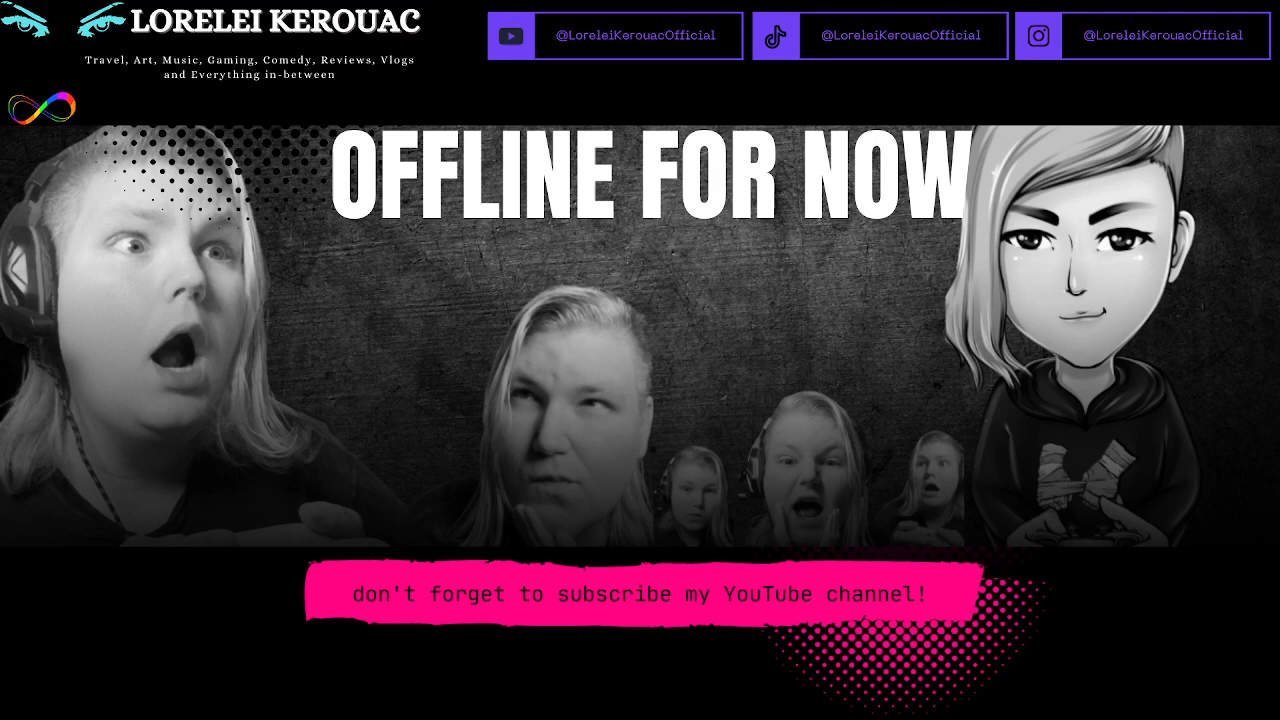 LORELEI KEROUAC
Travel, Art, Music, Gaming, Comedy, Reviews, Vlogs
and Everything in-between
@LoreleiKerouacOfficial
@LoreleiKerouacOfficial
@LoreleiKerouacOfficial
OFFLINE FOR NOW
don't forget to subscribe my YouTube channel!